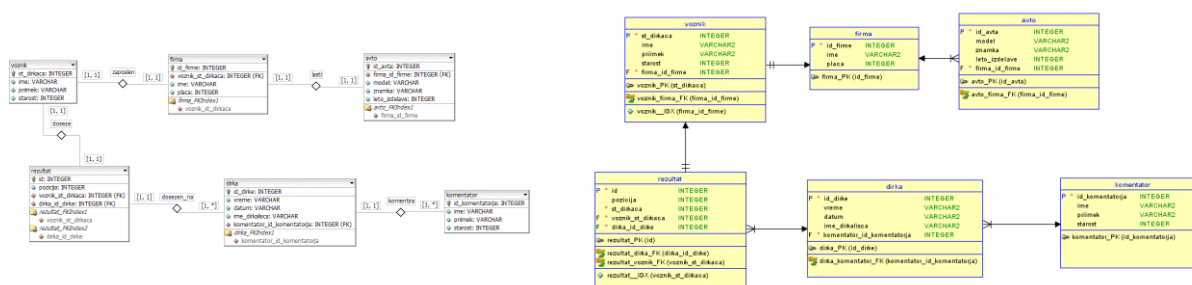 voznik
st_dirkaca: INTEGER
ime: VARCHAR
priimek: VARCHAR
starost: INTEGER
[1, 1]
zaposlen
[1, 1]
firma
id_firme: INTEGER
voznik_st_dirkaca: INTEGER (FK)
ime: VARCHAR
placa: INTEGER
firma_FKIndex1
voznik_st_dirkaca
[1, 1]
lasti
[1, 1]
avto
id_avta: INTEGER
firma_id_firme: INTEGER (FK)
model: VARCHAR
znamka: VARCHAR
leto_izdelave: INTEGER
avto_FKIndex1
firma_id_firme
[1, 1]
doseze
[1, 1]
rezultat
id: INTEGER
pozicija: INTEGER
voznik_st_dirkaca: INTEGER (FK)
dirka_id_dirke: INTEGER (FK)
rezultat_FKIndex1
voznik_st_dirkaca
rezultat_FKIndex2
dirka_id_dirke
[1, 1]
dosezen_na
[1, *]
dirka
id_dirke: INTEGER
vreme: VARCHAR
datum: VARCHAR
ime_dirkalisca: VARCHAR
komentator_id_komentatorja: INTEGER (FK)
dirka_FKIndex1
komentator_id_komentatorja
[1, 1]
komentira
[1, *]
komentator
id_komentatorja: INTEGER
ime: VARCHAR
priimek: VARCHAR
starost: INTEGER
voznik
P * st_dirkaca INTEGER
ime VARCHAR2
priimek VARCHAR2
starost INTEGER
F * firma_id_firme INTEGER
voznik_PK (st_dirkaca)
voznik_firma_FK (firma_id_firme)
voznik__IDX (firma_id_firme)
firma
P * id_firme INTEGER
ime VARCHAR2
placa INTEGER
firma_PK (id_firme)
avto
P * id_avta INTEGER
model VARCHAR2
znamka VARCHAR2
leto_izdelave INTEGER
F * firma_id_firme INTEGER
avto_PK (id_avta)
avto_firma_FK (firma_id_firme)
rezultat
P * id INTEGER
pozicija INTEGER
* st_dirkaca INTEGER
F * voznik_st_dirkaca INTEGER
F * dirka_id_dirke INTEGER
rezultat_PK (id)
rezultat_dirka_FK (dirka_id_dirke)
rezultat_voznik_FK (voznik_st_dirkaca)
rezultat__IDX (voznik_st_dirkaca)
dirka
P * id_dirke INTEGER
vreme VARCHAR2
datum VARCHAR2
ime_dirkalisca VARCHAR2
F * komentator_id_komentatorja INTEGER
dirka_PK (id_dirke)
dirka_komentator_FK (komentator_id_komentatorja)
komentator
P * id_komentatorja INTEGER
ime VARCHAR2
priimek VARCHAR2
starost INTEGER
komentator_PK (id_komentatorja)